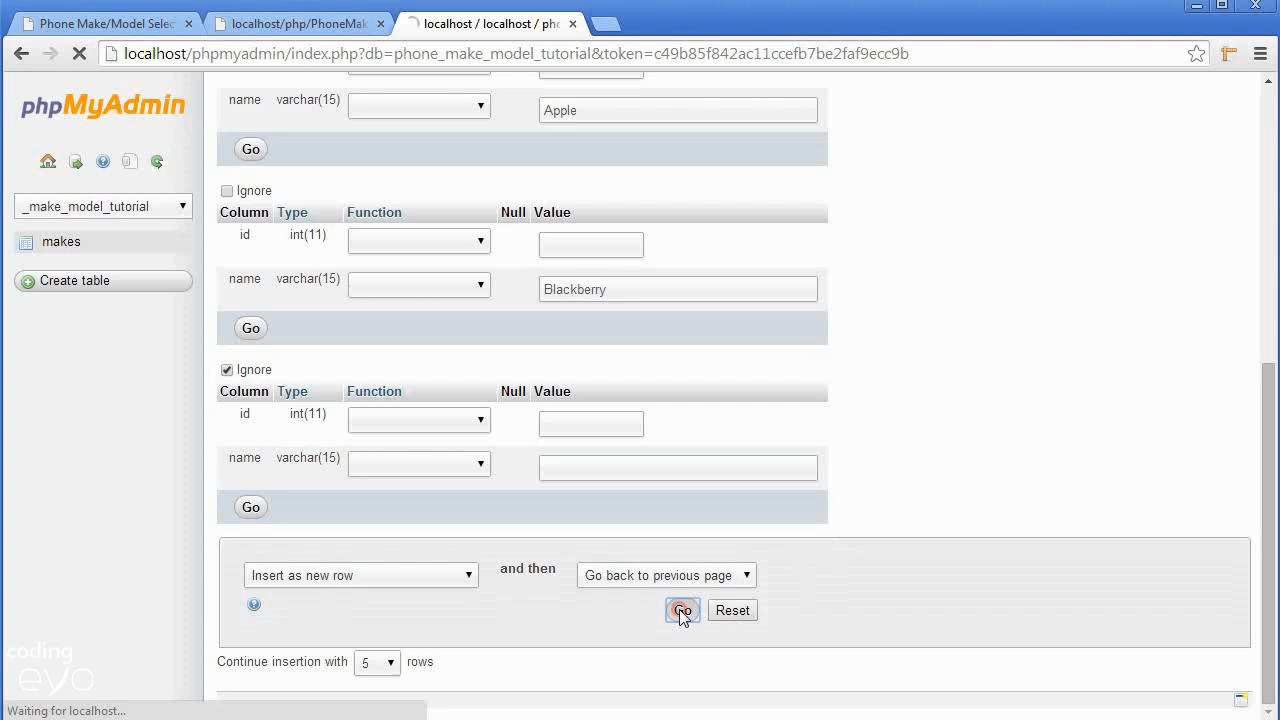 Phone Make/Model Selec
localhost/php/PhoneMak
localhost / localhost / pho
localhost/phpmyadmin/index.php?db=phone_make_model_tutorial&token=c49b85f842ac11ccefb7be2faf9ecc9b
phpMyAdmin
_make_model_tutorial
makes
Create table
name varchar(15) Apple
Go
Ignore
Column Type Function Null Value
id int(11)
name varchar(15) Blackberry
Go
Ignore
Column Type Function Null Value
id int(11)
name varchar(15)
Go
Insert as new row and then Go back to previous page
Go Reset
Continue insertion with 5 rows
coding
eyo
Waiting for localhost...